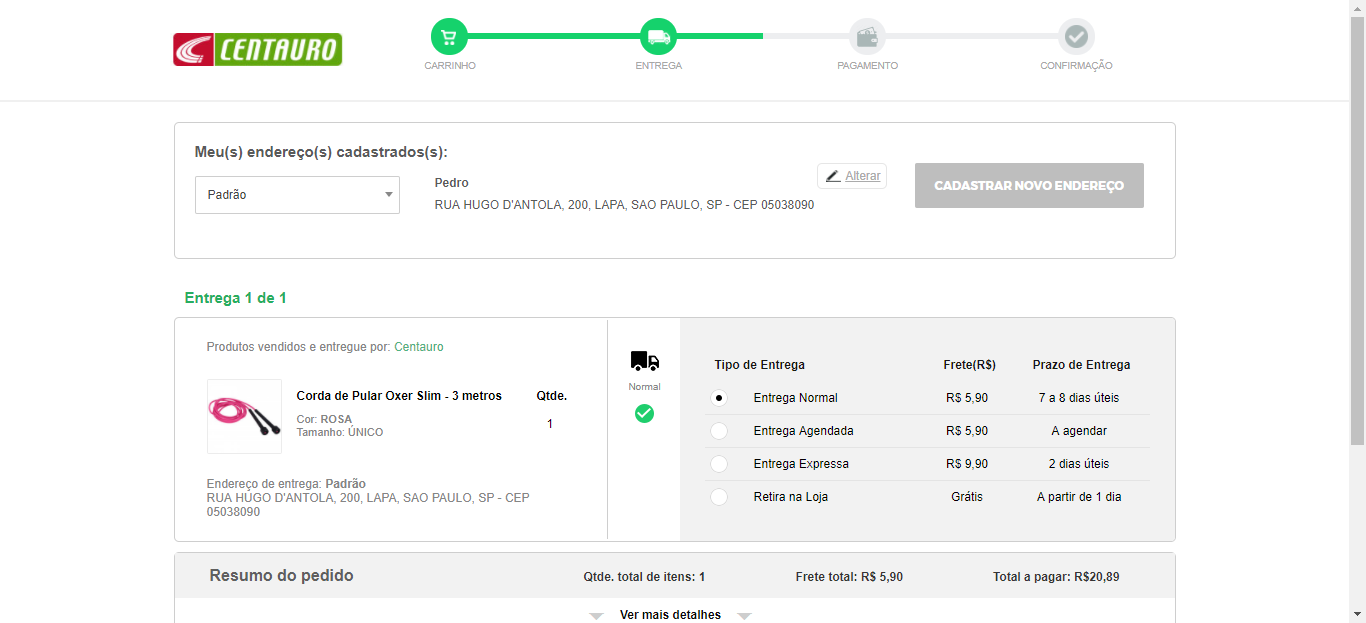 CENTAURO
CARRINHO
ENTREGA
PAGAMENTO
CONFIRMAÇÃO
Meu(s) endereço(s) cadastrados(s):
Padrão
Pedro
RUA HUGO D'ANTOLA, 200, LAPA, SAO PAULO, SP - CEP 05038090
Alterar
CADASTRAR NOVO ENDEREÇO
Entrega 1 de 1
Produtos vendidos e entregue por: Centauro
Corda de Pular Oxer Slim - 3 metros
Qtde.
Cor: ROSA
Tamanho: ÚNICO
1
Endereço de entrega: Padrão
RUA HUGO D'ANTOLA, 200, LAPA, SAO PAULO, SP - CEP
05038090
Normal
Tipo de Entrega Frete(R$) Prazo de Entrega
Entrega Normal R$ 5,90 7 a 8 dias úteis
Entrega Agendada R$ 5,90 A agendar
Entrega Expressa R$ 9,90 2 dias úteis
Retira na Loja Grátis A partir de 1 dia
Resumo do pedido Qtde. total de itens: 1 Frete total: R$ 5,90 Total a pagar: R$20,89
Ver mais detalhes